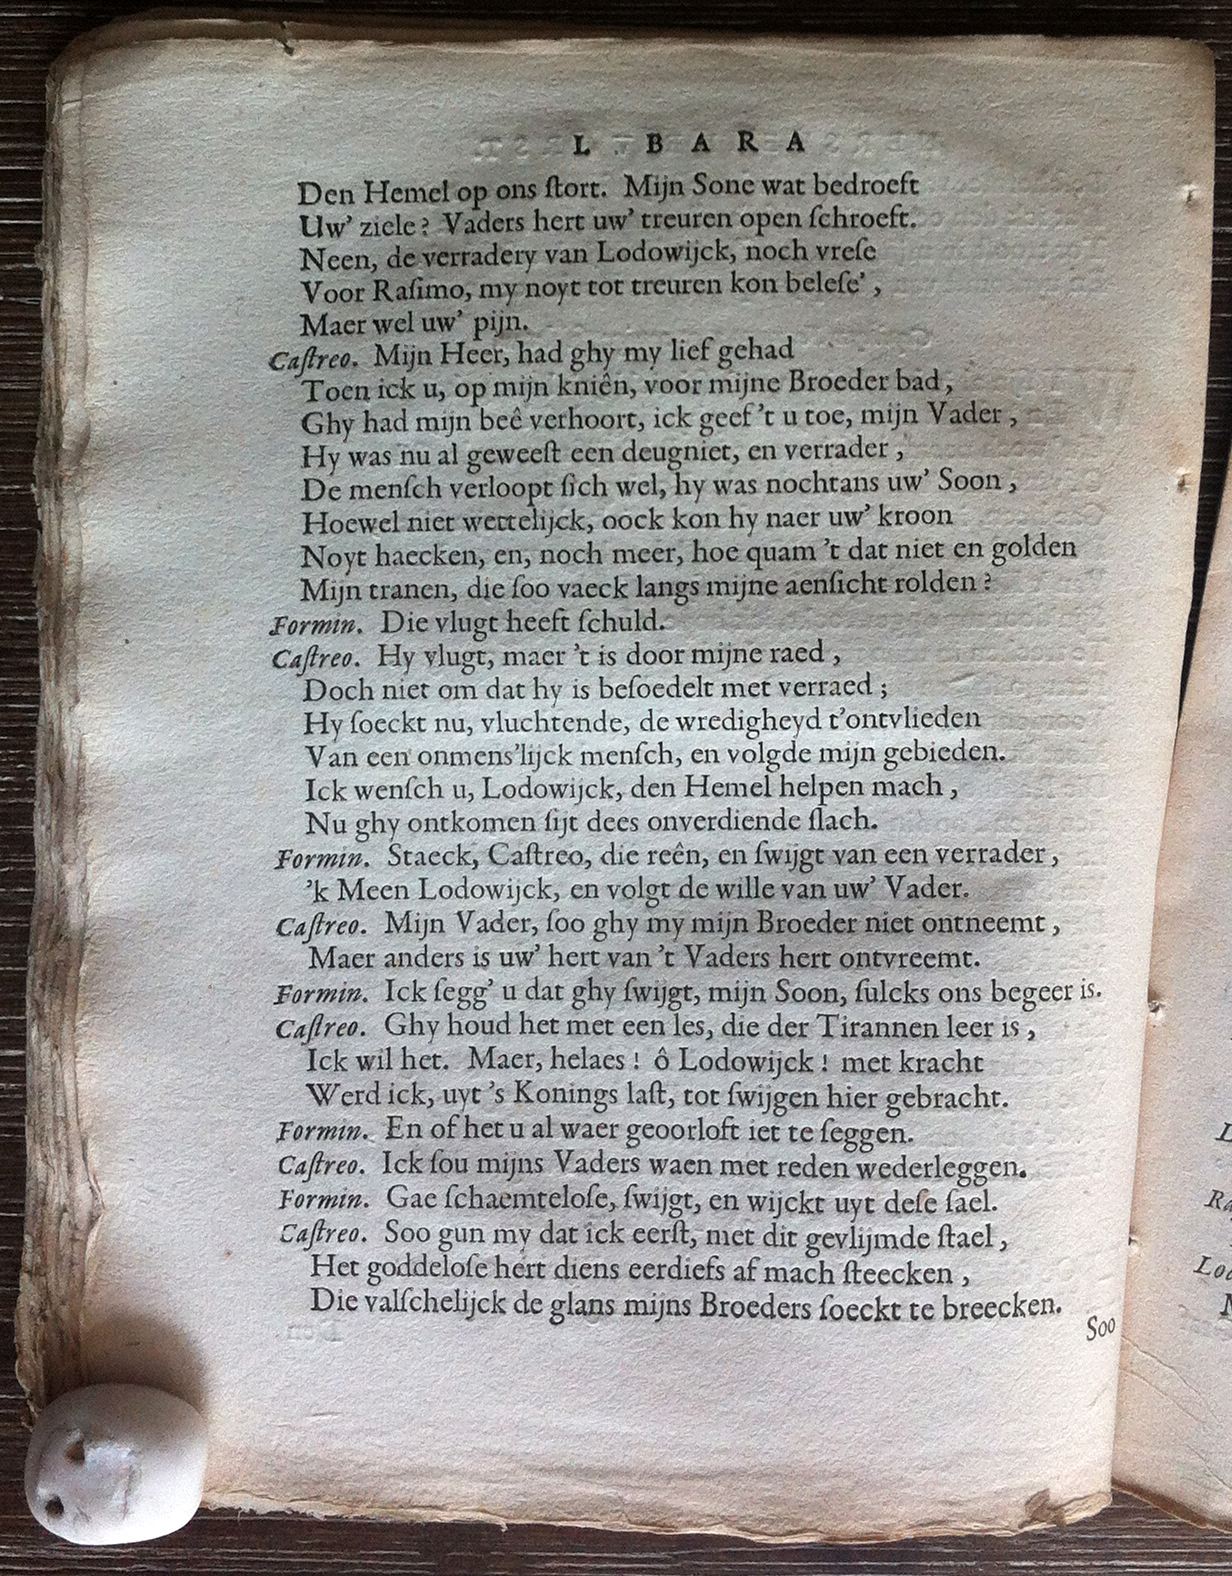 L BARA
Den Hemel op ons ſtort. Mijn Sone wat bedroeft
Uw' ziele? Vaders hert uw' treuren open ſchroeft.
Neen, de verradery van Lodowijck, noch vreſe
Voor Raſimo, my noyt tot treuren kon beleſe',
Maer wel uw' pijn.
Caſtreo. Mijn Heer, had ghy my lief gehad
Toen ick u, op mijn kniên, voor mijne Broeder bad,
Ghy had mijn beê verhoort, ick geef 't u toe, mijn Vader,
Hy was nu al geweeſt een deugniet, en verrader,
De menſch verloopt ſich wel, hy was nochtans uw' Soon,
Hoewel niet wettelijck, oock kon hy naer uw' kroon
Noyt haecken, en, noch meer, hoe quam 't dat niet en golden
Mijn tranen, die ſoo vaeck langs mijne aenſicht rolden?
Formin. Die vlugt heeft ſchuld.
Caſtreo. Hy vlugt, maer 't is door mijne raed,
Doch niet om dat hy is beſoedelt met verraed;
Hy ſoeckt nu, vluchtende, de wredigheyd t'ontvlieden
Van een onmens'lijck menſch, en volgde mijn gebieden.
Ick wenſch u, Lodowijck, den Hemel helpen mach,
Nu ghy ontkomen ſijt dees onverdiende ſlach.
Formin. Staeck, Caſtreo, die reên, en ſwijgt van een verrader,
'k Meen Lodowijck, en volgt de wille van uw' Vader.
Caſtreo. Mijn Vader, ſoo ghy my mijn Broeder niet ontneemt,
Maer anders is uw' hert van 't Vaders hert ontvreemt.
Formin. Ick ſegg' u dat ghy ſwijgt, mijn Soon, ſulcks ons begeer is.
Caſtreo. Ghy houd het met een les, die der Tirannen leer is,
Ick wil het. Maer, helaes! ô Lodowijck! met kracht
Werd ick, uyt 's Konings laſt, tot ſwijgen hier gebracht.
Formin. En of het u al waer geoorloft iet te ſeggen.
Caſtreo. Ick ſou mijns Vaders waen met reden wederleggen.
Formin. Gae ſchaemteloſe, ſwijgt, en wijckt uyt deſe ſael.
Caſtreo. Soo gun my dat ick eerſt, met dit gevlijmde ſtael,
Het goddeloſe hert diens eerdiefs af mach ſteecken,
Die valſchelijck de glans mijns Broeders ſoeckt te breecken.
Soo